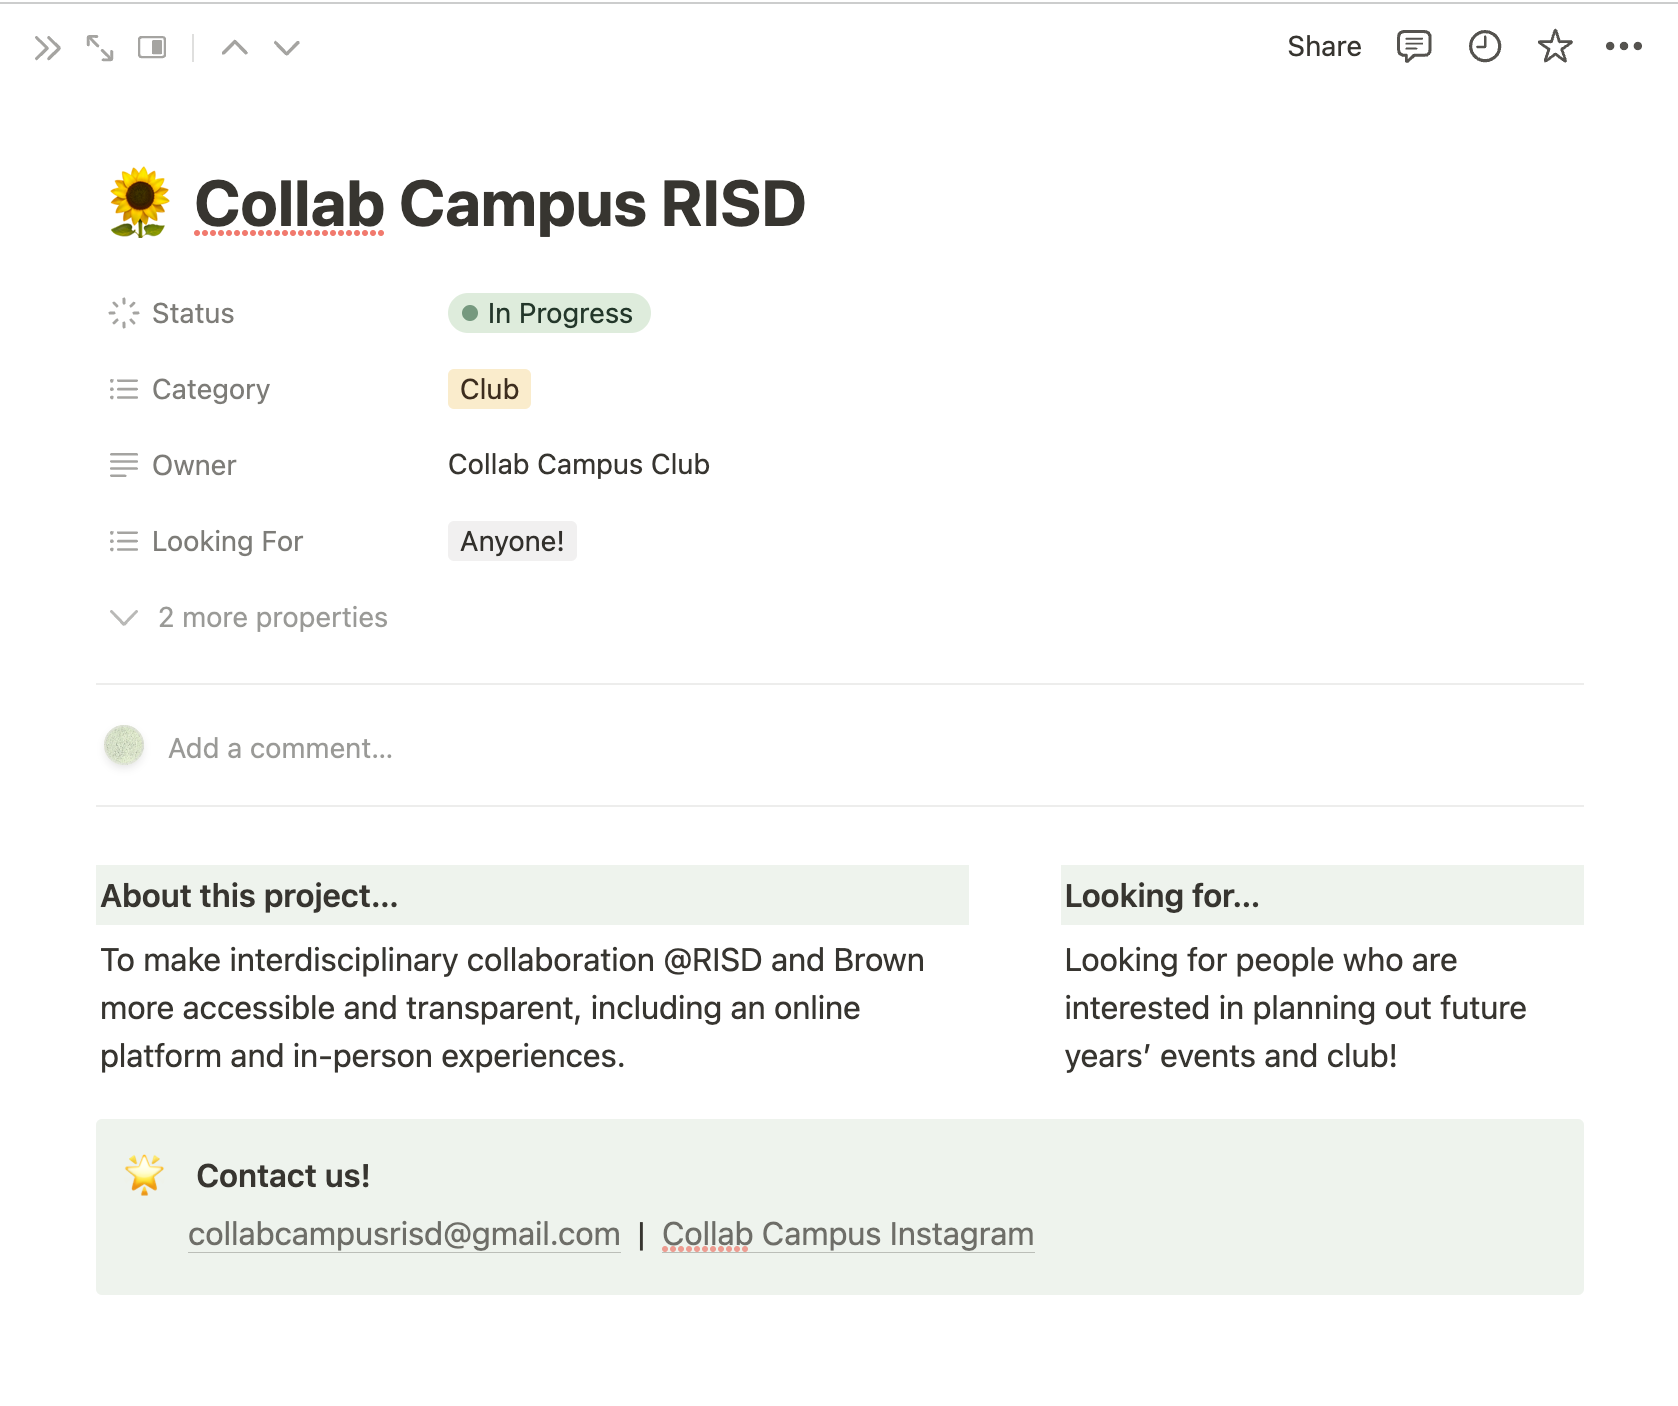 Share
Collab Campus RISD
Status In Progress
Category Club
Owner Collab Campus Club
Looking For Anyone!
2 more properties
Add a comment...
About this project...
To make interdisciplinary collaboration @RISD and Brown
more accessible and transparent, including an online
platform and in-person experiences.
Looking for...
Looking for people who are
interested in planning out future
years’ events and club!
Contact us!
collabcampusrisd@gmail.com | Collab Campus Instagram